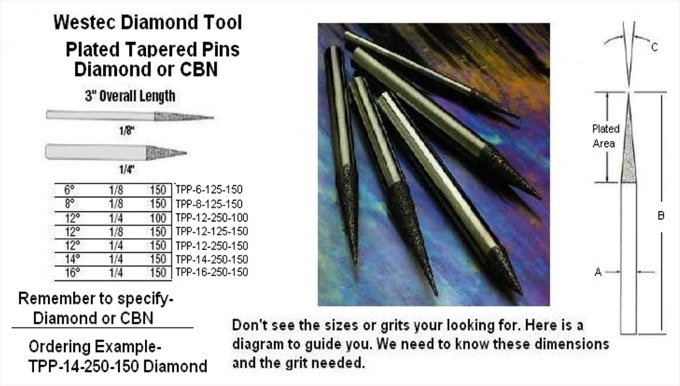 Westec Diamond Tool
Plated Tapered Pins
Diamond or CBN
3" Overall Length
1/8"
1/4"
6° 1/8 150 TPP-6-125-150
8° 1/8 150 TPP-8-125-150
12° 1/4 100 TPP-12-250-100
12° 1/8 150 TPP-12-125-150
12° 1/4 150 TPP-12-250-150
14° 1/4 150 TPP-14-250-150
16° 1/4 150 TPP-16-250-150
Remember to specify-
Diamond or CBN
Ordering Example-
TPP-14-250-150 Diamond
C
Plated
Area
B
A
Don't see the sizes or grits your looking for. Here is a
diagram to guide you. We need to know these dimensions
and the grit needed.